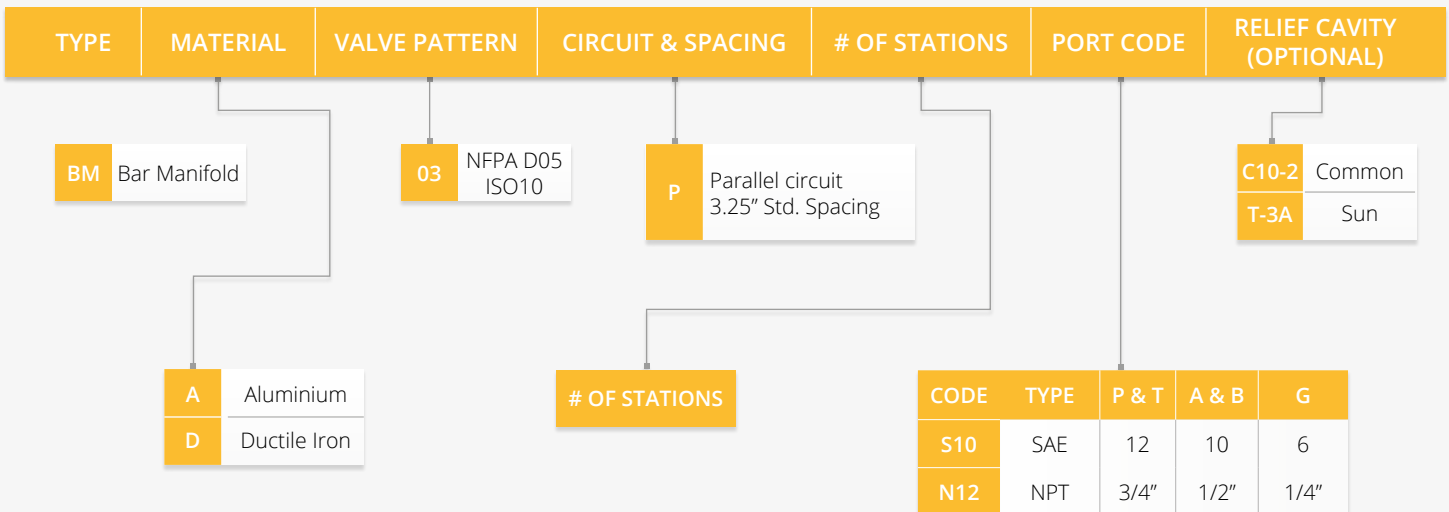 TYPE MATERIAL VALVE PATTERN CIRCUIT & SPACING # OF STATIONS PORT CODE RELIEF CAVITY (OPTIONAL)
BM Bar Manifold
03 NFPA D05
ISO10
P Parallel circuit
3.25” Std. Spacing
C10-2 Common
T-3A Sun
A Aluminium
D Ductile Iron
# OF STATIONS
CODE TYPE P & T A & B G
S10 SAE 12 10 6
N12 NPT 3/4” 1/2” 1/4”